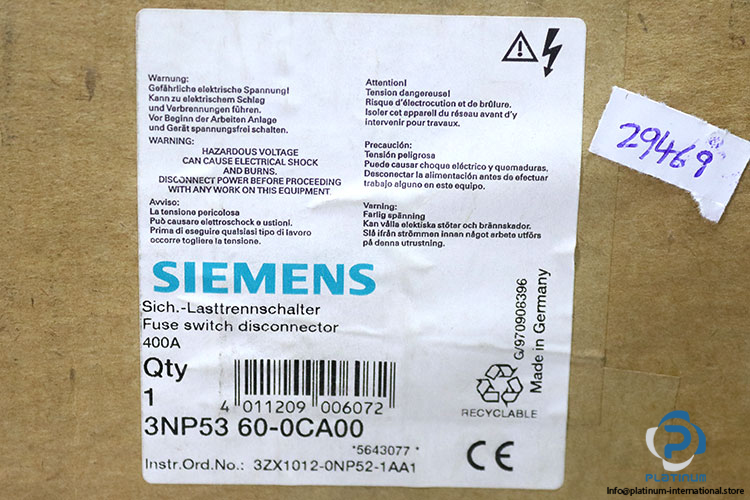 Warnung:
Gefährliche elektrische Spannung!
Kann zu elektrischem Schlag
und Verbrennungen führen.
Vor Beginn der Arbeiten Anlage
und Gerät spannungsfrei schalten.
WARNING:
HAZARDOUS VOLTAGE
CAN CAUSE ELECTRICAL SHOCK
AND BURNS.
DISCONNECT POWER BEFORE PROCEEDING
WITH ANY WORK ON THIS EQUIPMENT.
Avviso:
La tensione pericolosa
Può causare elettroschock e ustioni.
Prima di eseguire qualsiasi tipo di lavoro
occorre togliere la tensione.
Attention!
Tension dangereuse!
Risque d'électrocution et de brûlure.
Isoler cet appareil du réseau avant d'y
intervenir pour travaux.
Precaución:
Tensión peligrosa
Puede causar choque eléctrico y quemaduras.
Desconectar la alimentación antes de efectuar
trabajo alguno en este equipo.
Varning:
Farlig spänning
Kan vålla elektiska stötar och brännskador.
Slå ifrån strömmen innan något arbete utförs
på denna utrustning.
29469
SIEMENS
Sich.-Lasttrennschalter
Fuse switch disconnector
400A
Qty
1
4 011209 006072
3NP53 60-0CA00
*5643077*
Instr.Ord.No.: 3ZX1012-0NP52-1AA1
G/970906396
Made in Germany
RECYCLABLE
CE
PLATINUM
Info@platinum-international.store